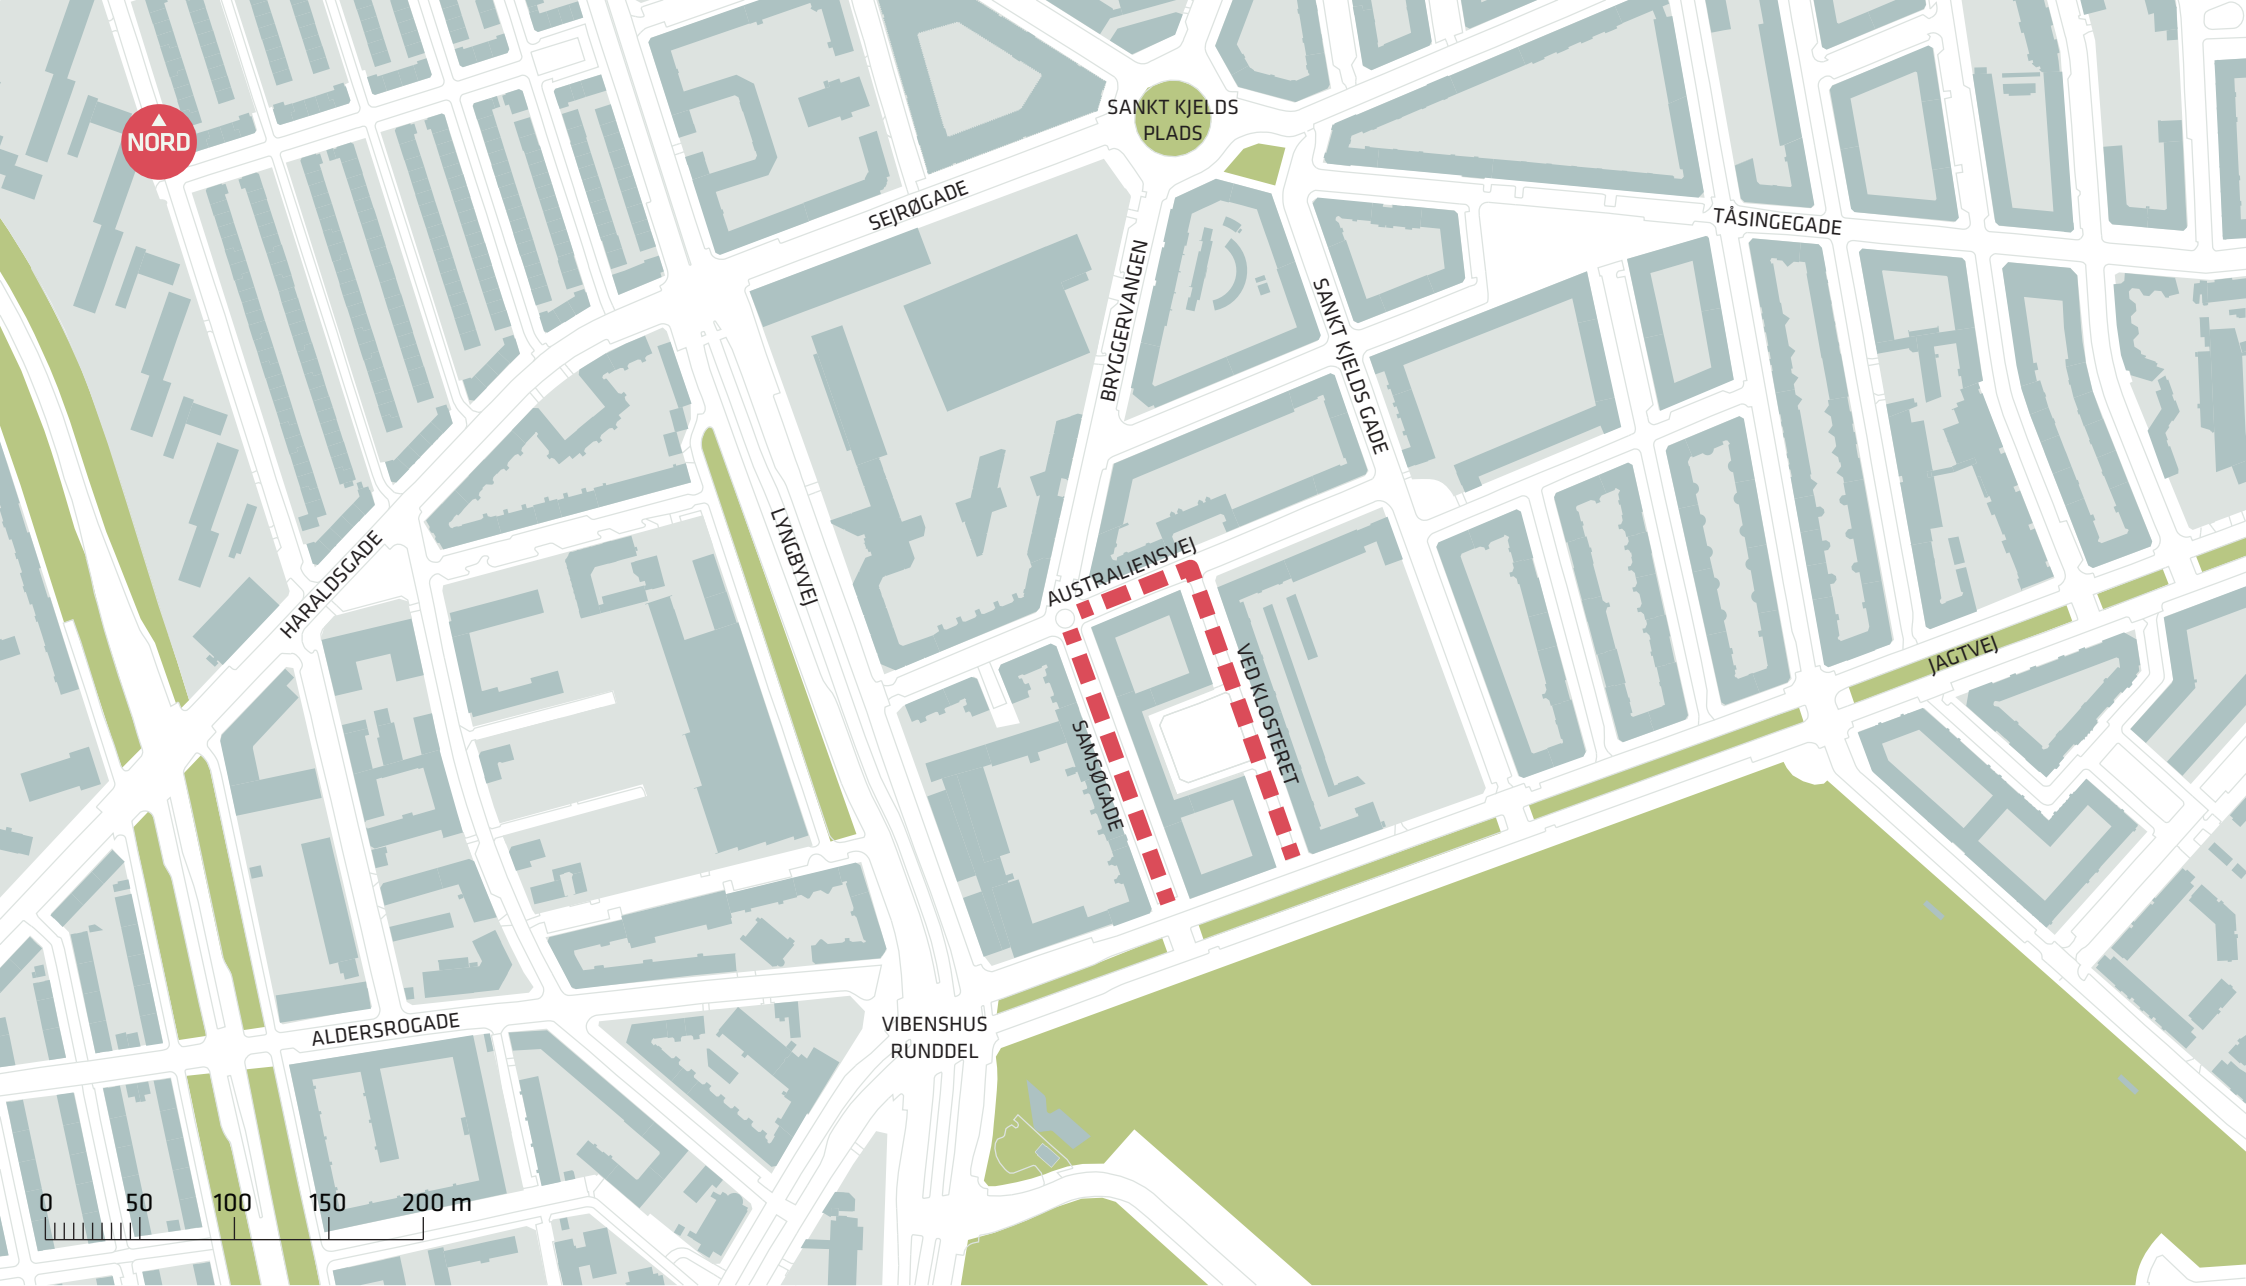 SANKT KJELDS
PLADS
NORD
SEJRØGADE
TÅSINGEGADE
BRYGGERVANGEN
SANKT KJELDS GADE
LYNGBYVEJ
HARALDSGADE
AUSTRALIENSVEJ
VED KLOSTERET
JAGTVEJ
SAMSØGADE
VIBENSHUS
RUNDDEL
ALDERSROGADE
0 50 100 150 200 m